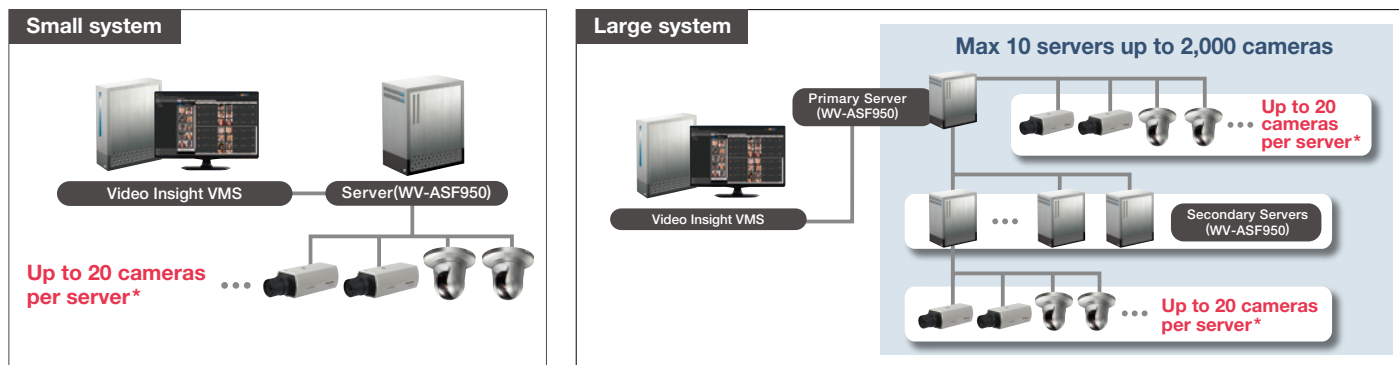 Small system
Video Insight VMS
Server(WV-ASF950)
Up to 20 cameras
per server*
Large system
Max 10 servers up to 2,000 cameras
Primary Server
(WV-ASF950)
Up to 20
cameras
per server*
Video Insight VMS
Secondary Servers
(WV-ASF950)
Up to 20 cameras
per server*